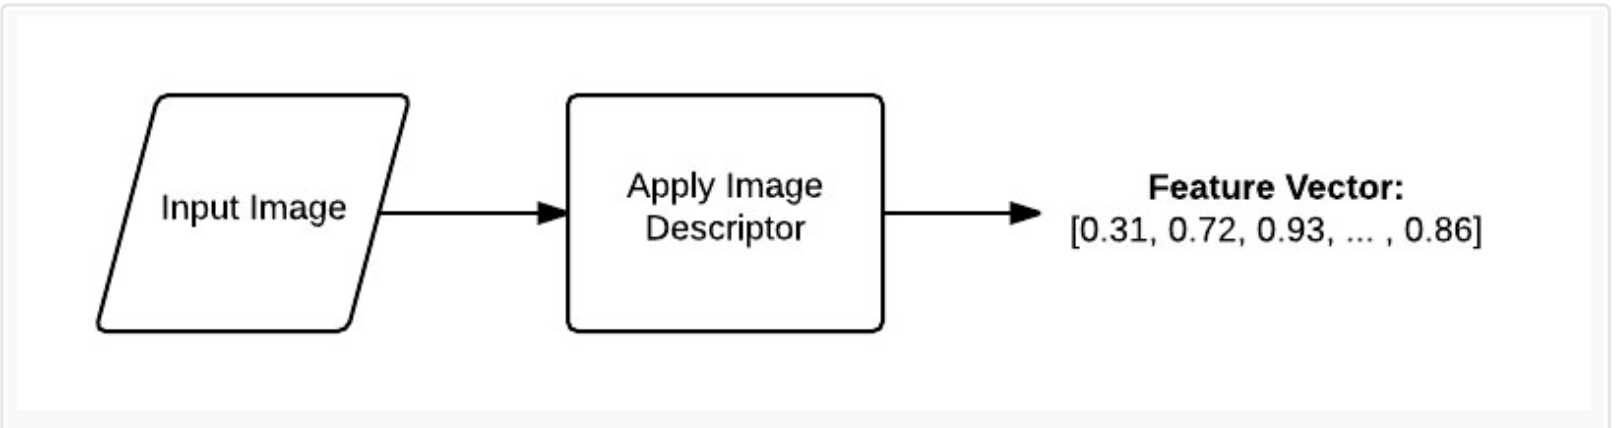 Input Image
Apply Image
Descriptor
Feature Vector:
[0.31, 0.72, 0.93, ... , 0.86]